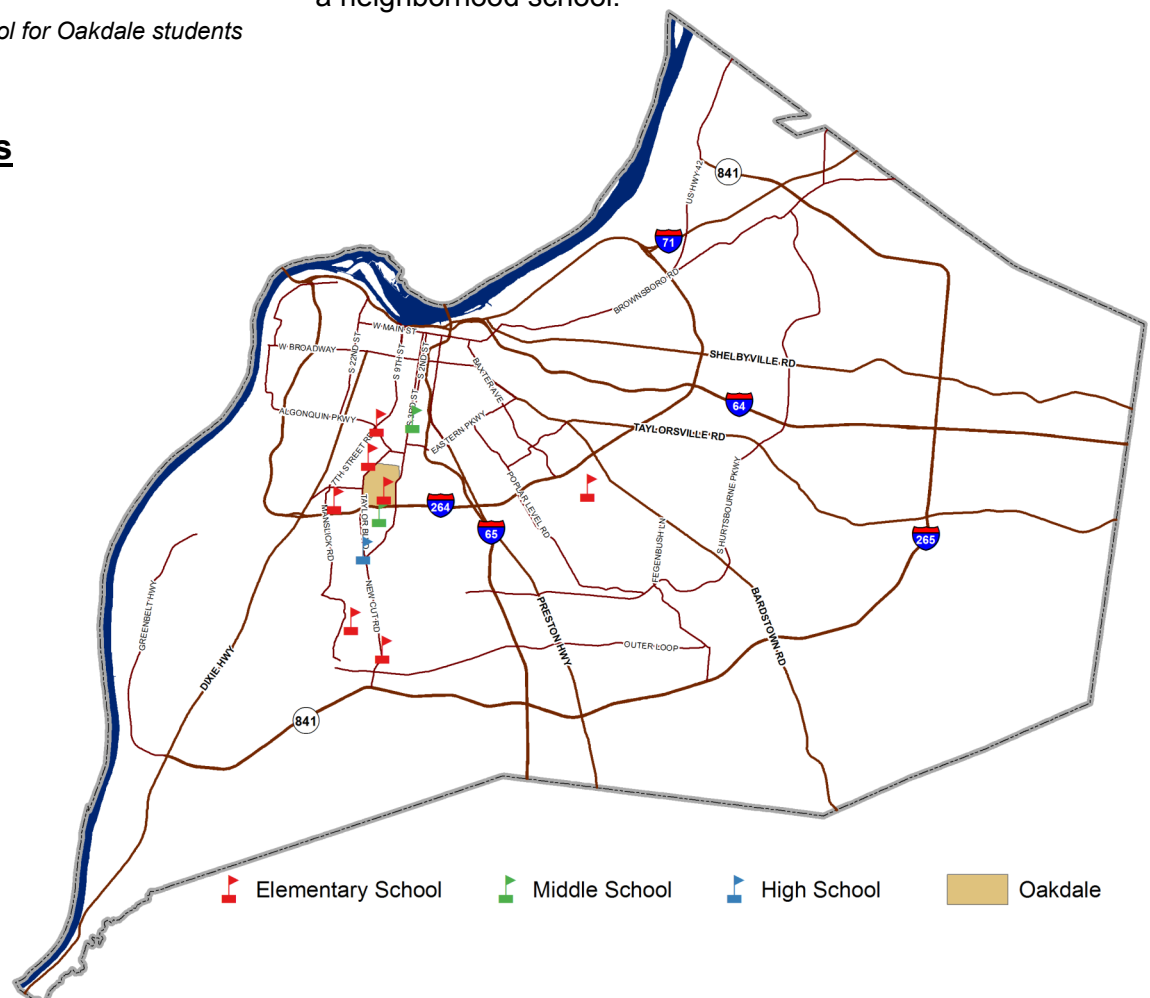 a neighborhood school.
ol for Oakdale students
s
841
US HWY 42
71
BROWNSBORO RD
W MAIN ST
S 22ND ST
S 9TH ST
S 2ND ST
W BROADWAY
BAXTER AVE
SHELBYVILLE RD
64
S 3RD ST
ALGONQUIN PKWY
EASTERN PKWY
TAYLORSVILLE RD
7TH STREET RD
POPLAR LEVEL RD
S HURTSBOURNE PKWY
264
TAYLOR BLVD
MANSLICK RD
65
265
FEGENBUSH LN
GREENBELT HWY
NEW CUT RD
PRESTON HWY
BARDSTOWN RD
OUTER LOOP
DIXIE HWY
841
Elementary School
Middle School
High School
Oakdale